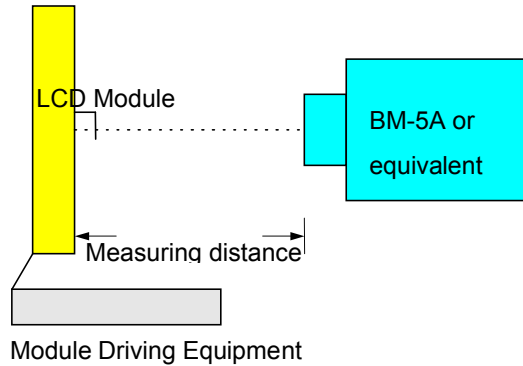 LCD Module
BM-5A or
equivalent
Measuring distance
Module Driving Equipment